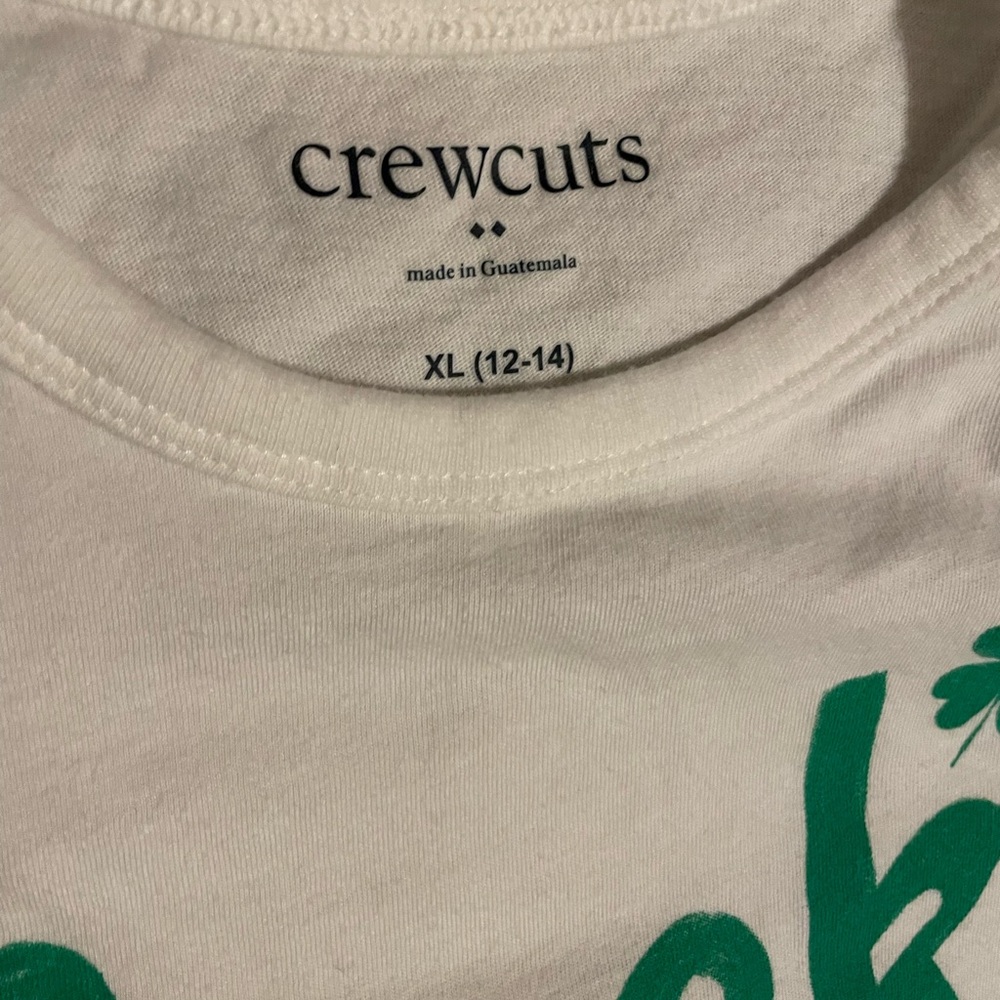 crewcuts
made in Guatemala
XL (12-14)